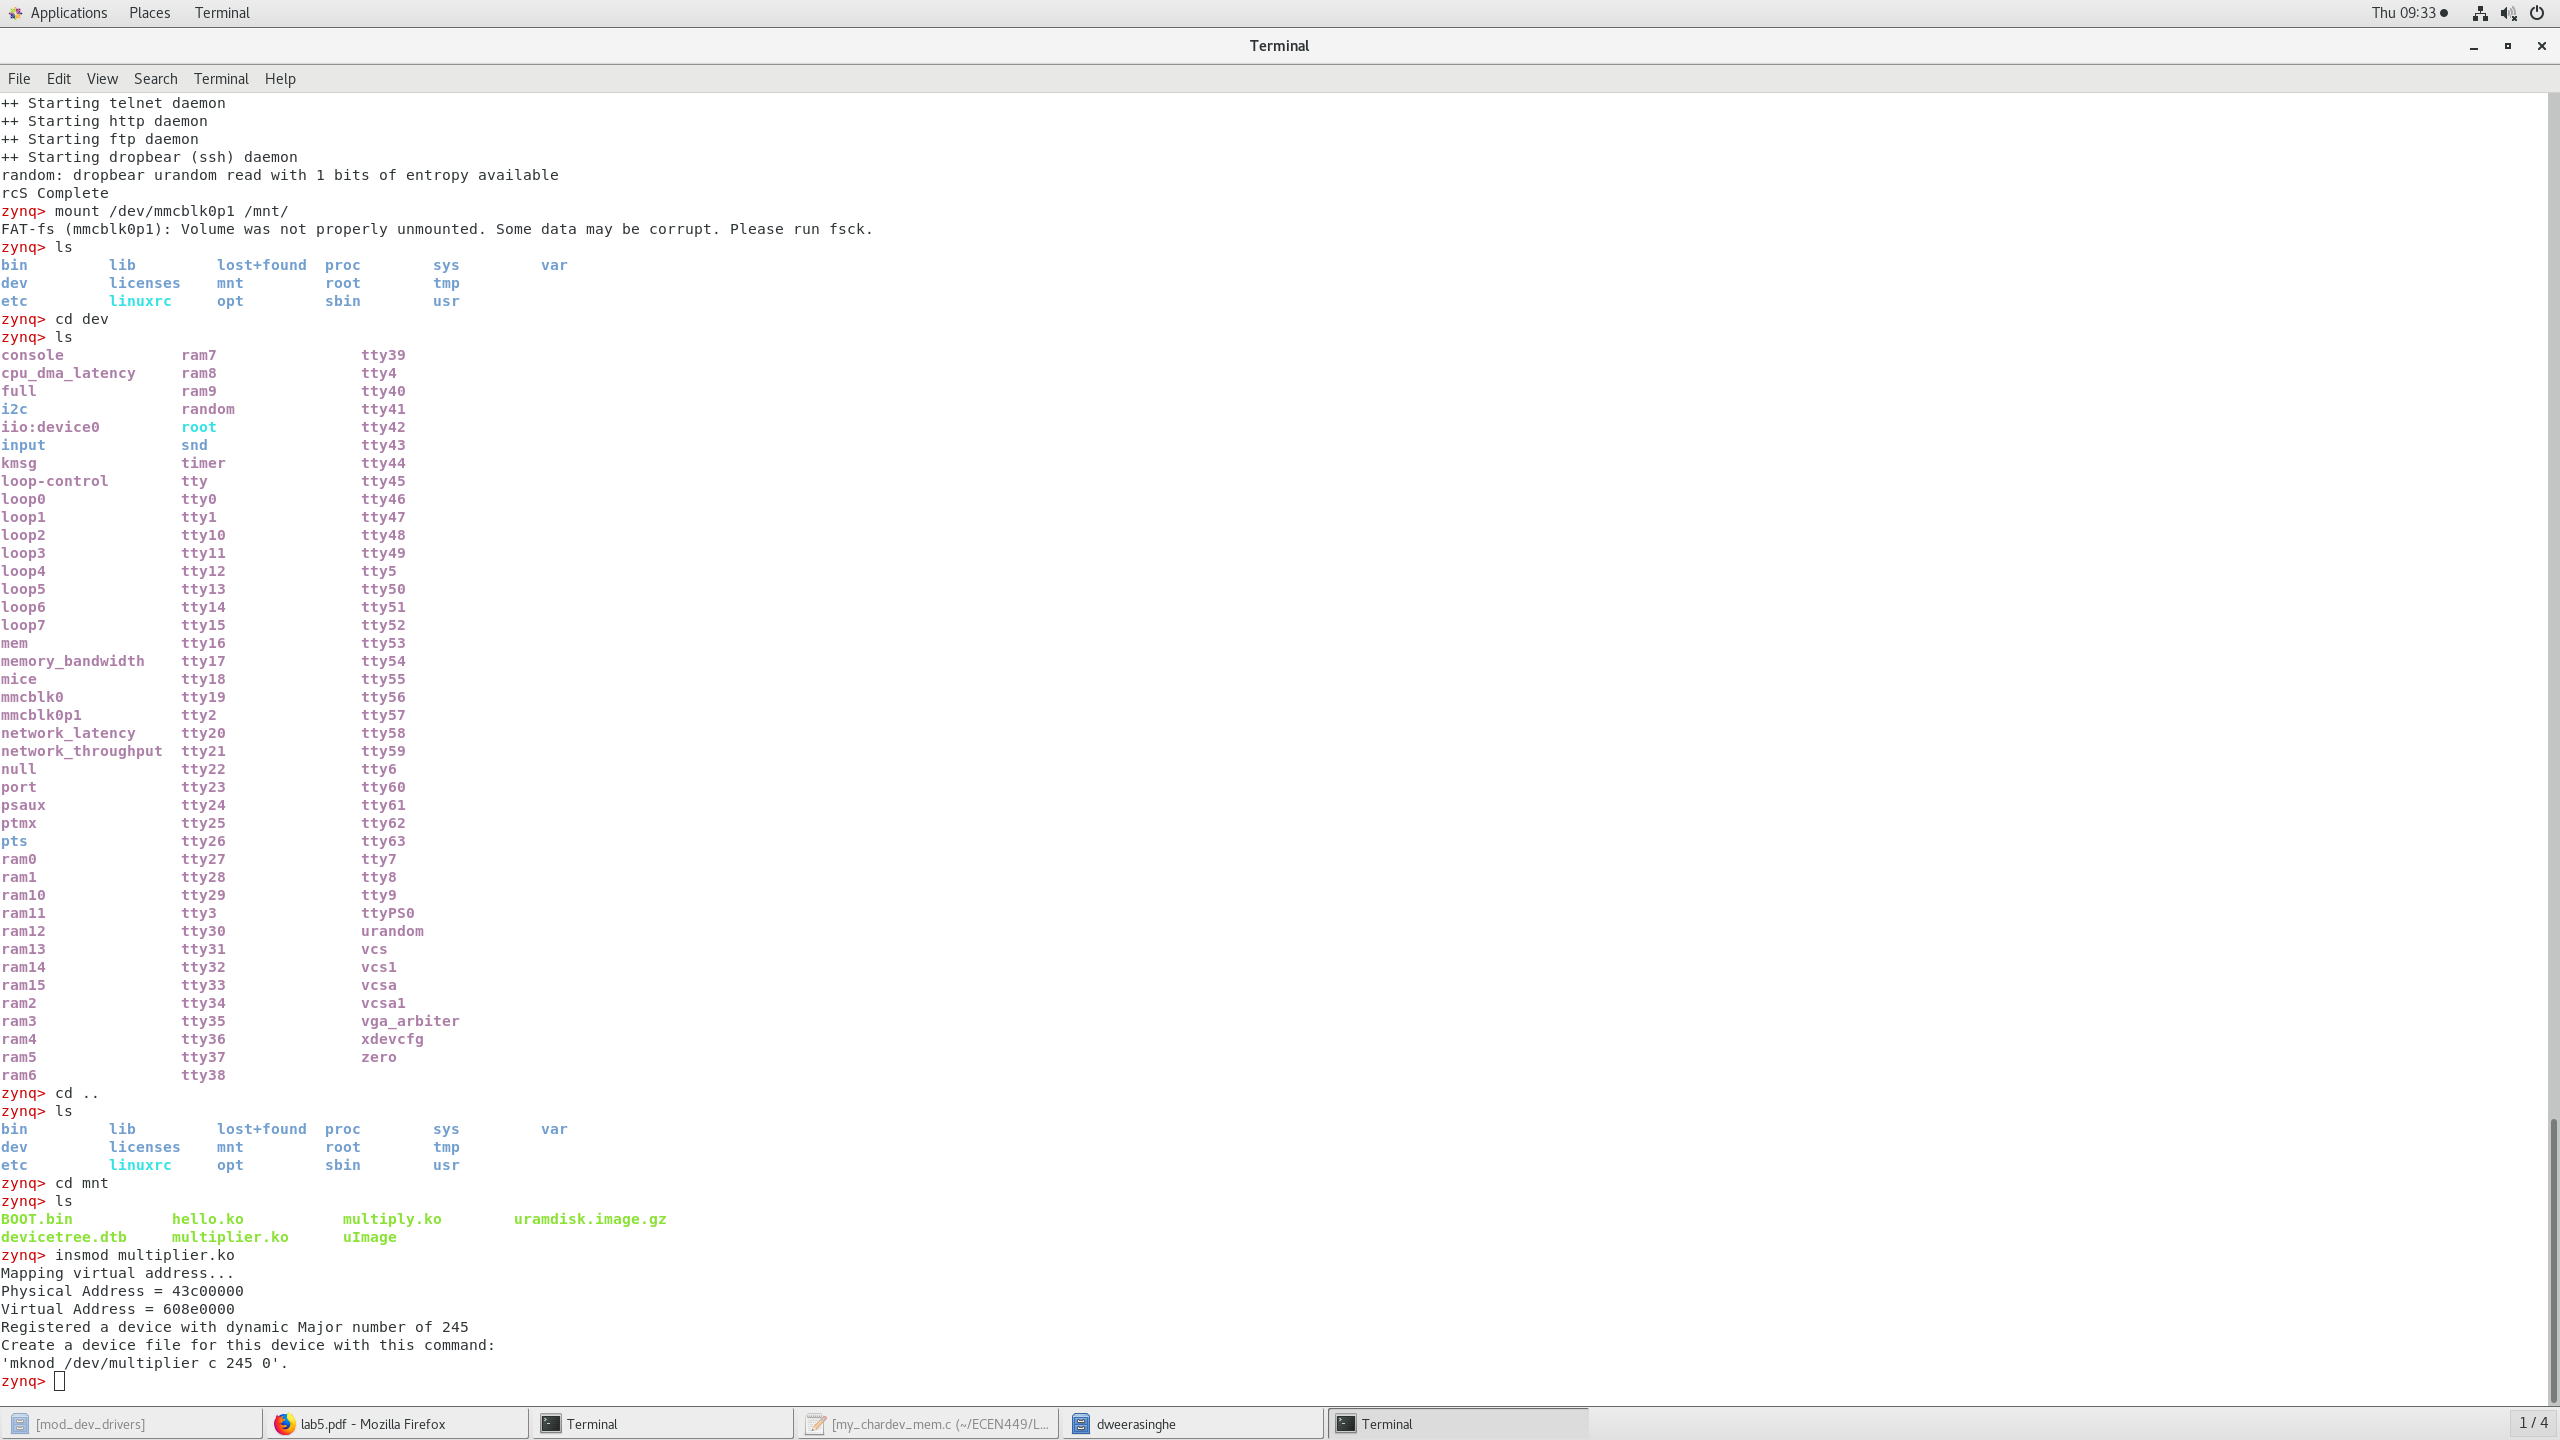 Applications Places Terminal Thu 09:33
Terminal
File Edit View Search Terminal Help
++ Starting telnet daemon
++ Starting http daemon
++ Starting ftp daemon
++ Starting dropbear (ssh) daemon
random: dropbear urandom read with 1 bits of entropy available
rcS Complete
zynq> mount /dev/mmcblk0p1 /mnt/
FAT-fs (mmcblk0p1): Volume was not properly unmounted. Some data may be corrupt. Please run fsck.
zynq> ls
bin lib lost+found proc sys var
dev licenses mnt root tmp
etc linuxrc opt sbin usr
zynq> cd dev
zynq> ls
console ram7 tty39
cpu_dma_latency ram8 tty4
full ram9 tty40
i2c random tty41
iio:device0 root tty42
input snd tty43
kmsg timer tty44
loop-control tty tty45
loop0 tty0 tty46
loop1 tty1 tty47
loop2 tty10 tty48
loop3 tty11 tty49
loop4 tty12 tty5
loop5 tty13 tty50
loop6 tty14 tty51
loop7 tty15 tty52
mem tty16 tty53
memory_bandwidth tty17 tty54
mice tty18 tty55
mmcblk0 tty19 tty56
mmcblk0p1 tty2 tty57
network_latency tty20 tty58
network_throughput tty21 tty59
null tty22 tty6
port tty23 tty60
psaux tty24 tty61
ptmx tty25 tty62
pts tty26 tty63
ram0 tty27 tty7
ram1 tty28 tty8
ram10 tty29 tty9
ram11 tty3 ttyPS0
ram12 tty30 urandom
ram13 tty31 vcs
ram14 tty32 vcs1
ram15 tty33 vcsa
ram2 tty34 vcsa1
ram3 tty35 vga_arbiter
ram4 tty36 xdevcfg
ram5 tty37 zero
ram6 tty38
zynq> cd ..
zynq> ls
bin lib lost+found proc sys var
dev licenses mnt root tmp
etc linuxrc opt sbin usr
zynq> cd mnt
zynq> ls
BOOT.bin hello.ko multiply.ko uramdisk.image.gz
devicetree.dtb multiplier.ko uImage
zynq> insmod multiplier.ko
Mapping virtual address...
Physical Address = 43c00000
Virtual Address = 608e0000
Registered a device with dynamic Major number of 245
Create a device file for this device with this command:
'mknod /dev/multiplier c 245 0'.
zynq>
[mod_dev_drivers] lab5.pdf - Mozilla Firefox Terminal [my_chardev_mem.c (~/ECEN449/L... dweerasinghe Terminal 1 / 4